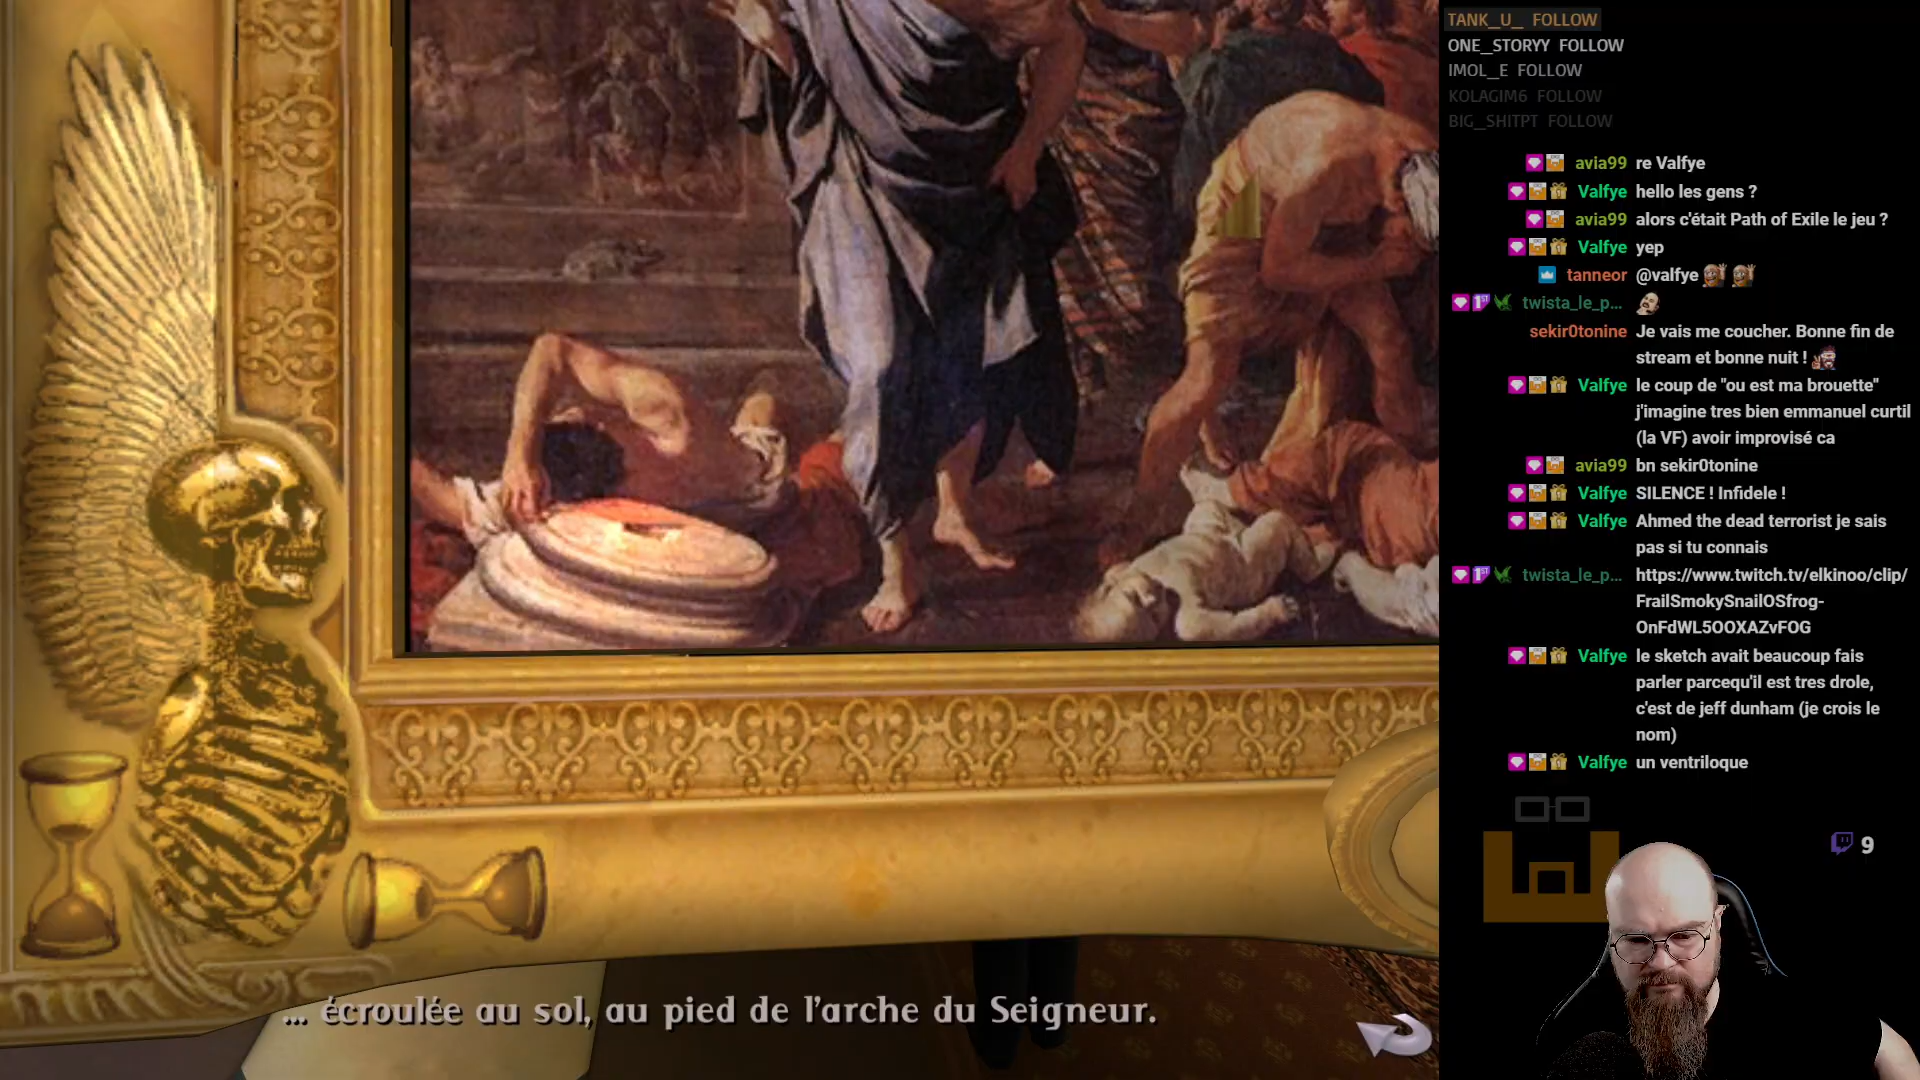 TANK_U_ FOLLOW
ONE_STORYY FOLLOW
IMOL_E FOLLOW
KOLAGIM6 FOLLOW
BIG_SHITPT FOLLOW
avia99 re Valfye
Valfye hello les gens ?
avia99 alors c'était Path of Exile le jeu ?
Valfye yep
tanneor @valfye
twista_le_p...
sekir0tonine Je vais me coucher. Bonne fin de
stream et bonne nuit !
Valfye le coup de "ou est ma brouette"
j'imagine tres bien emmanuel curtil
(la VF) avoir improvisé ca
avia99 bn sekir0tonine
Valfye SILENCE ! Infidele !
Valfye Ahmed the dead terrorist je sais
pas si tu connais
twista_le_p... https://www.twitch.tv/elkinoo/clip/
FrailSmokySnailOSfrog-
OnFdWL5OOXAZvFOG
Valfye le sketch avait beaucoup fais
parler parcequ'il est tres drole,
c'est de jeff dunham (je crois le
nom)
Valfye un ventriloque
9
... écroulée au sol, au pied de l'arche du Seigneur.